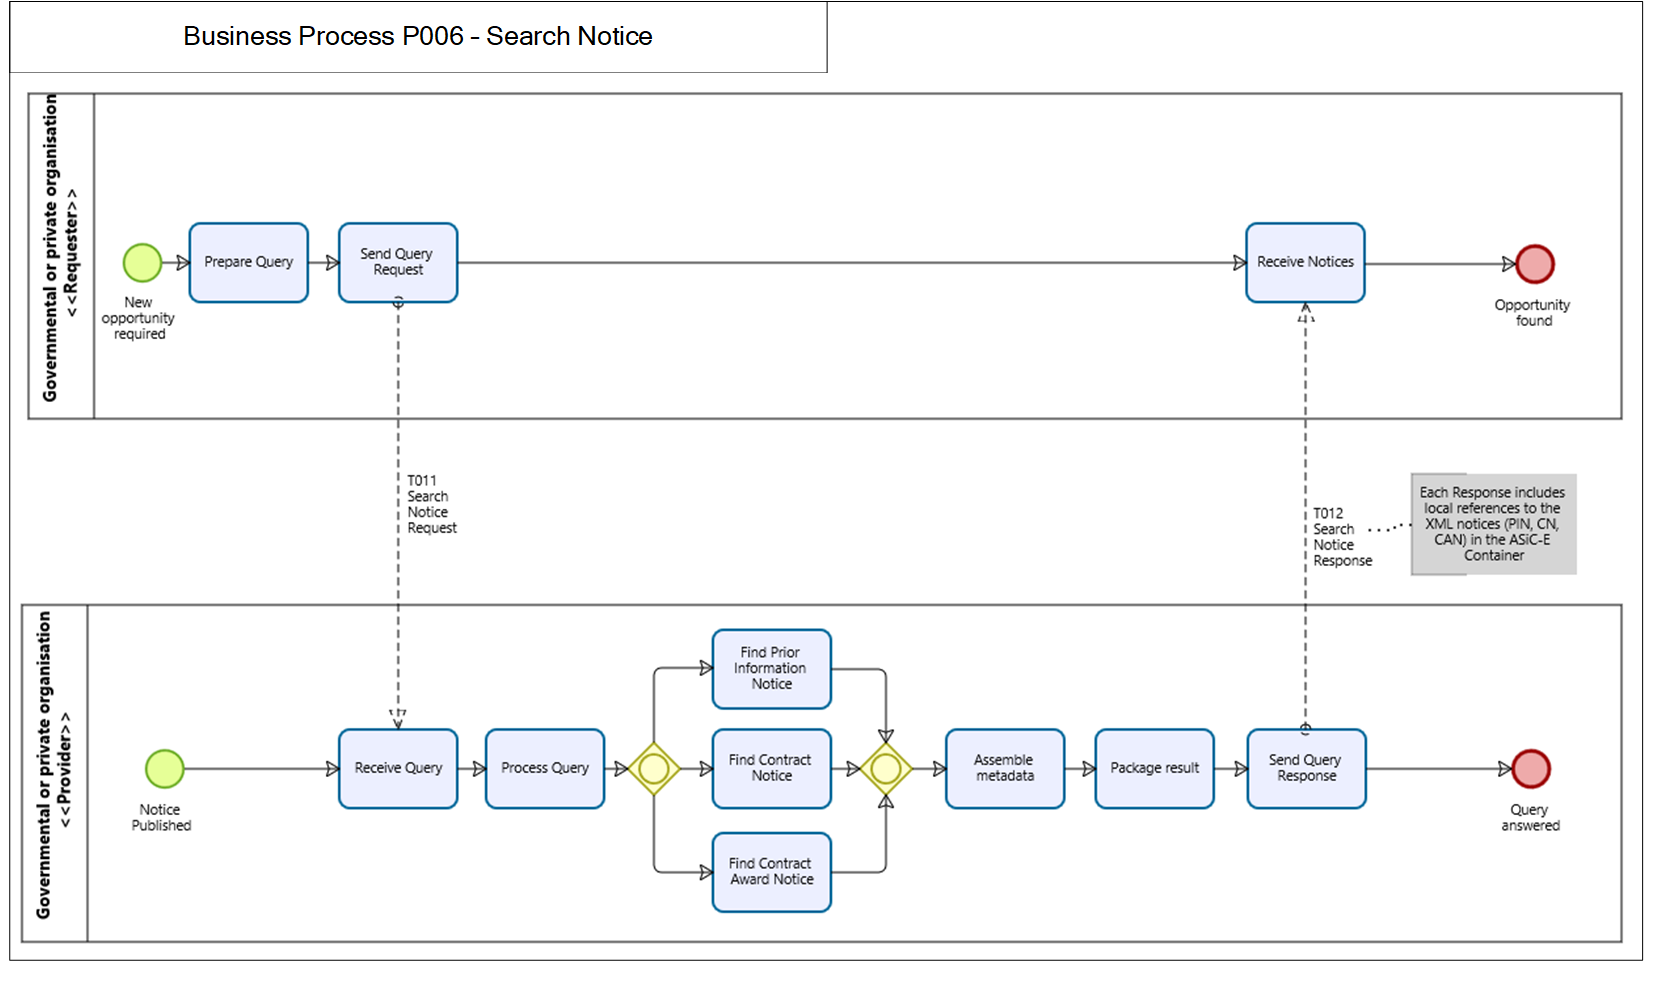 Business Process P006 - Search Notice
Governmental or private organisation
<<Requester>>
New
opportunity
required
Prepare Query
Send Query
Request
Receive Notices
Opportunity
found
T011
Search
Notice
Request
T012
Search
Notice
Response
Each Response includes
local references to the
XML notices (PIN, CN,
CAN) in the ASiC-E
Container
Governmental or private organisation
<<Provider>>
Notice
Published
Receive Query
Process Query
Find Prior
Information
Notice
Find Contract
Notice
Find Contract
Award Notice
Assemble
metadata
Package result
Send Query
Response
Query
answered